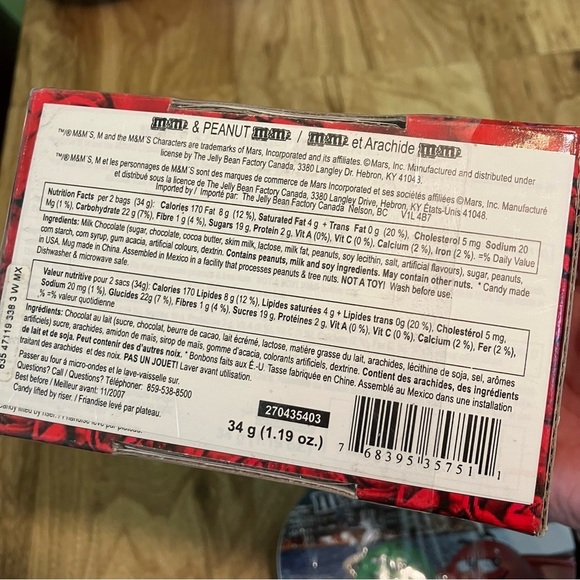 m&m's & PEANUT m&m's / m&m's et Arachide m&m's
™/® M&M'S, M and the M&M'S Characters are trademarks of Mars, Incorporated and its affiliates. ©Mars, Inc. Manufactured and distributed under
license by The Jelly Bean Factory Canada, 3380 Langley Dr. Hebron, KY 41048.
™/® M&M'S, M et les personnages de M&M'S sont des marques de commerce de Mars Incorporated et ses sociétés affiliées ©Mars, Inc. Manufacturé
et distribué sous la licence de The Jelly Bean Factory Canada, 3380 Langley Drive, Hebron, KY États-Unis 41048.
Imported by / Importé par: The Jelly Bean Factory Canada Nelson, BC V1L 4B7
Nutrition Facts per 2 bags (34 g): Calories 170 Fat 8 g (12 %), Saturated Fat 4 g + Trans Fat 0 g (20 %), Cholesterol 5 mg Sodium 20
Mg (1 %), Carbohydrate 22 g (7%), Fibre 1 g (4 %), Sugars 19 g, Protein 2 g, Vit A (0%), Vit C (0 %), Calcium (2 %), Iron (2 %). =% Daily Value
Ingredients: Milk Chocolate (sugar, chocolate, cocoa butter, skim milk, lactose, milk fat, peanuts, soy lecithin, salt, artificial flavours), sugar, peanuts,
corn starch, corn syrup, gum acacia, artificial colours, dextrin. Contains peanuts, milk and soy ingredients. May contain other nuts. * Candy made
in USA. Mug made in China. Assembled in Mexico in a facility that processes peanuts & tree nuts. NOT A TOY! Wash before use.
Dishwasher & microwave safe.
Valeur nutritive pour 2 sacs (34g): Calories 170 Lipides 8 g (12 %), Lipides saturées 4 g + Lipides trans 0g (20 %), Cholestérol 5 mg,
Sodium 20 mg (1 %), Glucides 22g (7%), Fibres 1 g (4 %), Sucres 19 g, Protéines 2 g, Vit A (0%), Vit C (0 %), Calcium (2 %), Fer (2 %),
% =% valeur quotidienne
Ingrédients: Chocolat au lait (sucre, chocolat, beurre de cacao, lait écrémé, lactose, matière grasse du lait, arachides, lécithine de soja, sel, arômes
artificiels) sucre, arachides, amidon de maïs, sirop de maïs, gomme d'acacia, colorants artificiels, dextrine. Contient des arachides, des ingrédients
de lait et de soja. Peut contenir des d'autres noix. * Bonbons faits aux É.-U. Tasse fabriquée en Chine. Assemblé au Mexico dans une installation
traitant des arachides et des noix. PAS UN JOUET! Laver avant utilisation.
Passer au four à micro-ondes et le lave-vaisselle sur.
Questions? Call / Questions? Téléphoner: 859-538-8500
Best before / Meilleur avant: 11/2007
Candy lifted by riser. / Friandise levé par plateau.
270435403
34 g (1.19 oz.)
7 68395 35751 1
635 47119 338 3 W MX